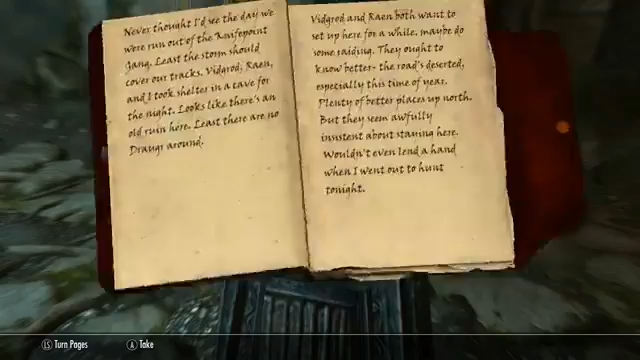 Never thought I'd see the day we
were run out of the Knifepoint
Gang. Least the storm should
cover our tracks. Vidgrod, Raen,
and I took shelter in a cave for
the night. Looks like there's an
old ruin here. Least there are no
Draugr around.
Vidgrod and Raen both want to
set up here for a while, maybe do
some raiding. They ought to
know better- the road's deserted,
especially this time of year.
Plenty of better places up north.
But they seem awfully
insistent about staying here.
Wouldn't even lend a hand
when I went out to hunt
tonight.
LS Turn Pages
A Take